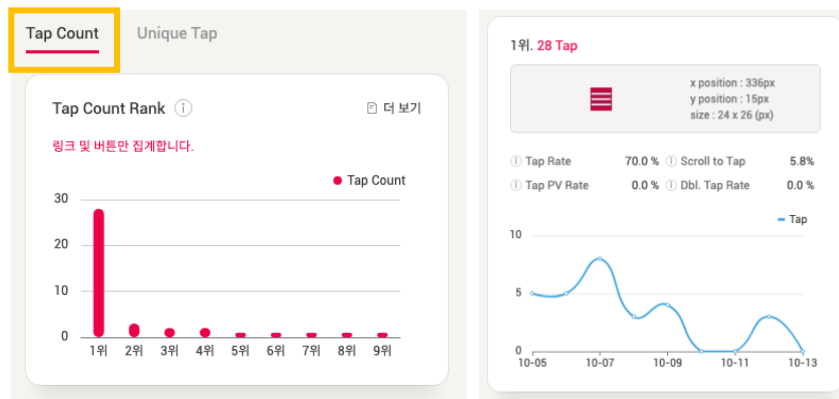 Tap Count
Unique Tap
Tap Count Rank
더 보기
링크 및 버튼만 집계합니다.
Tap Count
30
20
10
0
1위 2위 3위 4위 5위 6위 7위 8위 9위
1위. 28 Tap
x position : 336px
y position : 15px
size : 24 x 26 (px)
Tap Rate 70.0 % Scroll to Tap 5.8%
Tap PV Rate 0.0 % Dbl. Tap Rate 0.0 %
Tap
10
5
0
10-05 10-07 10-09 10-11 10-13